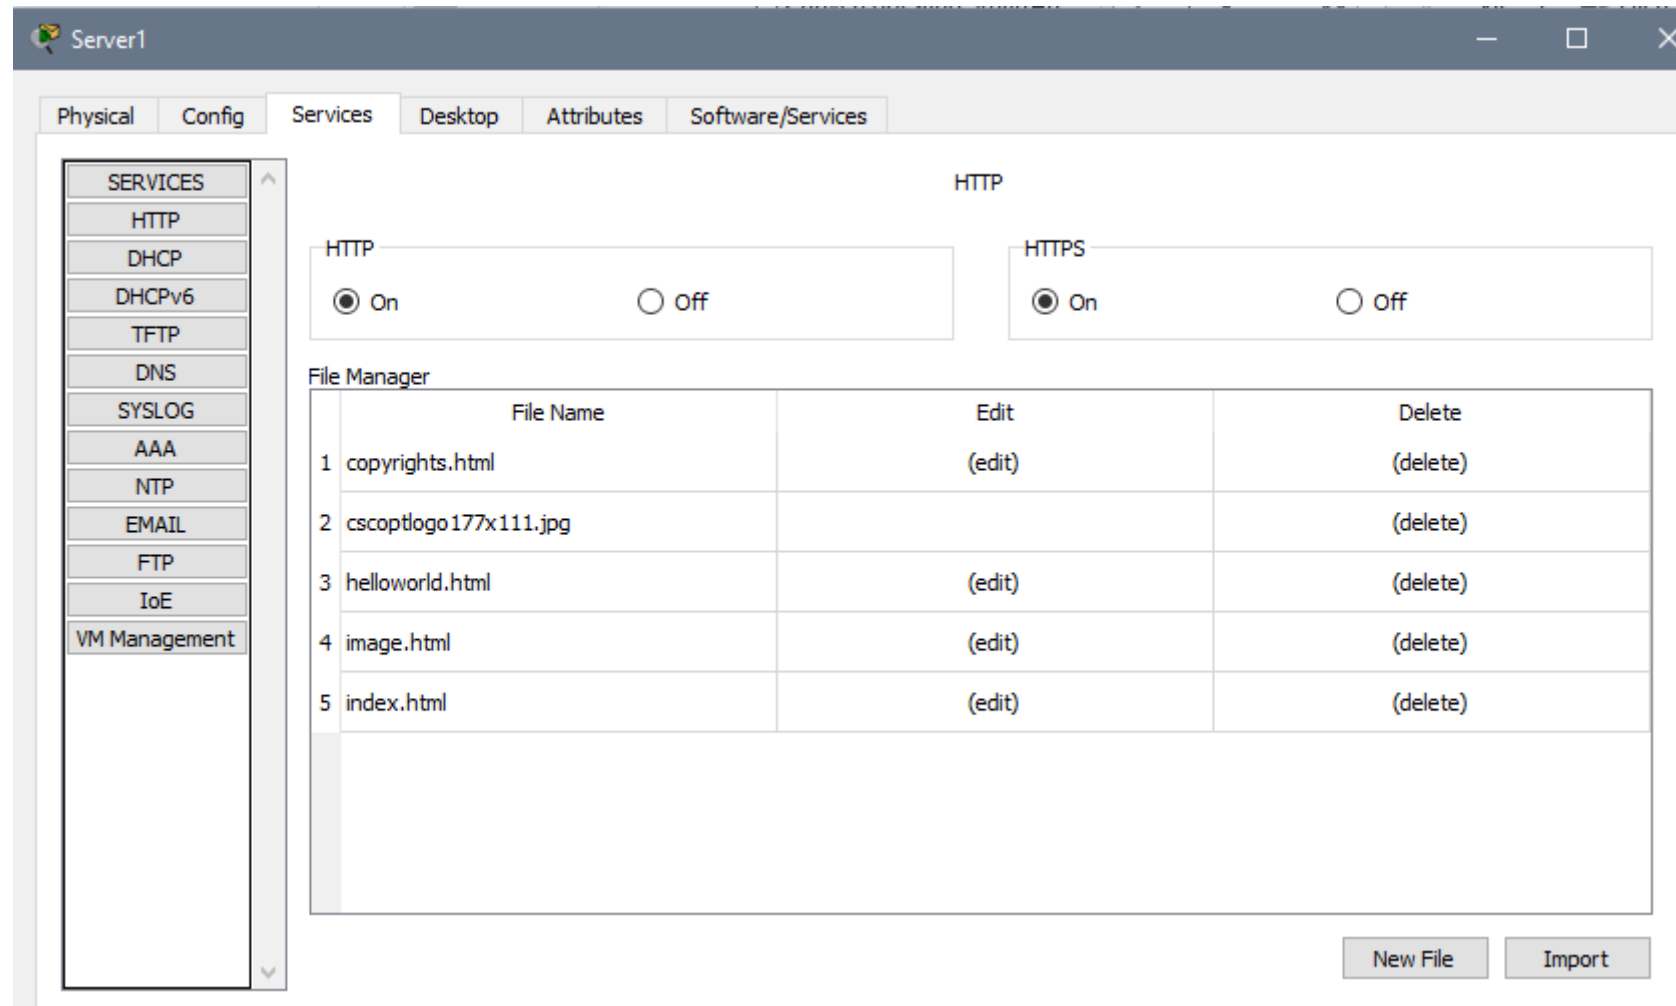 Server1
Physical Config Services Desktop Attributes Software/Services
SERVICES
HTTP
DHCP
DHCPv6
TFTP
DNS
SYSLOG
AAA
NTP
EMAIL
FTP
IoE
VM Management
HTTP
HTTP
On Off
HTTPS
On Off
File Manager
File Name Edit Delete
1 copyrights.html (edit) (delete)
2 cscoptlogo177x111.jpg (delete)
3 helloworld.html (edit) (delete)
4 image.html (edit) (delete)
5 index.html (edit) (delete)
New File Import